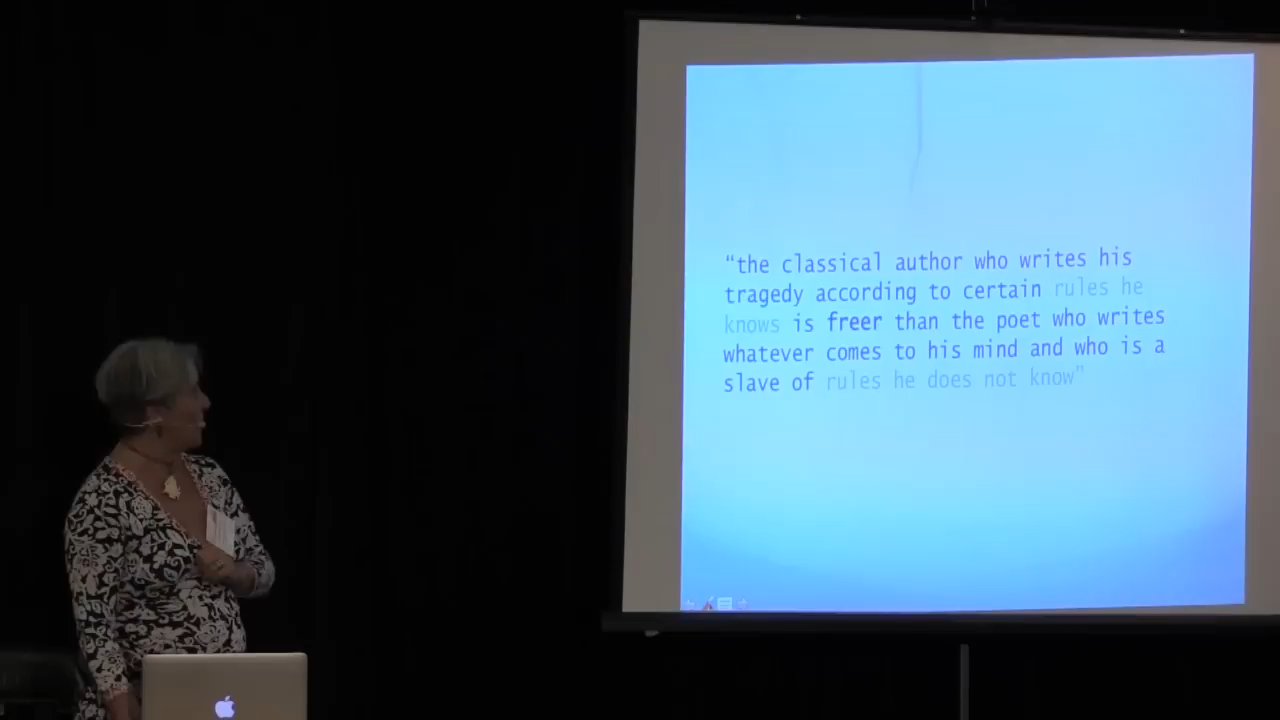 “the classical author who writes his
tragedy according to certain rules he
knows is freer than the poet who writes
whatever comes to his mind and who is a
slave of rules he does not know”